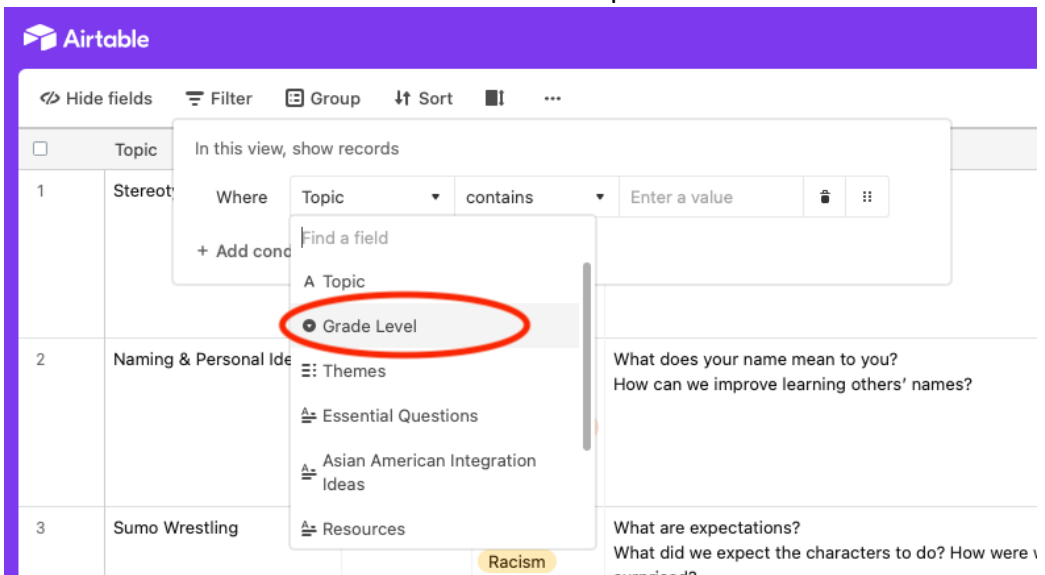 Airtable
Hide fields Filter Group Sort ...
Topic In this view, show records
1 Stereoty Where Topic contains Enter a value
Find a field
+ Add cond
A Topic
Grade Level
2 Naming & Personal Ide What does your name mean to you?
Themes
How can we improve learning others' names?
Essential Questions
Asian American Integration
Ideas
3 Sumo Wrestling Resources What are expectations?
Racism What did we expect the characters to do? How were